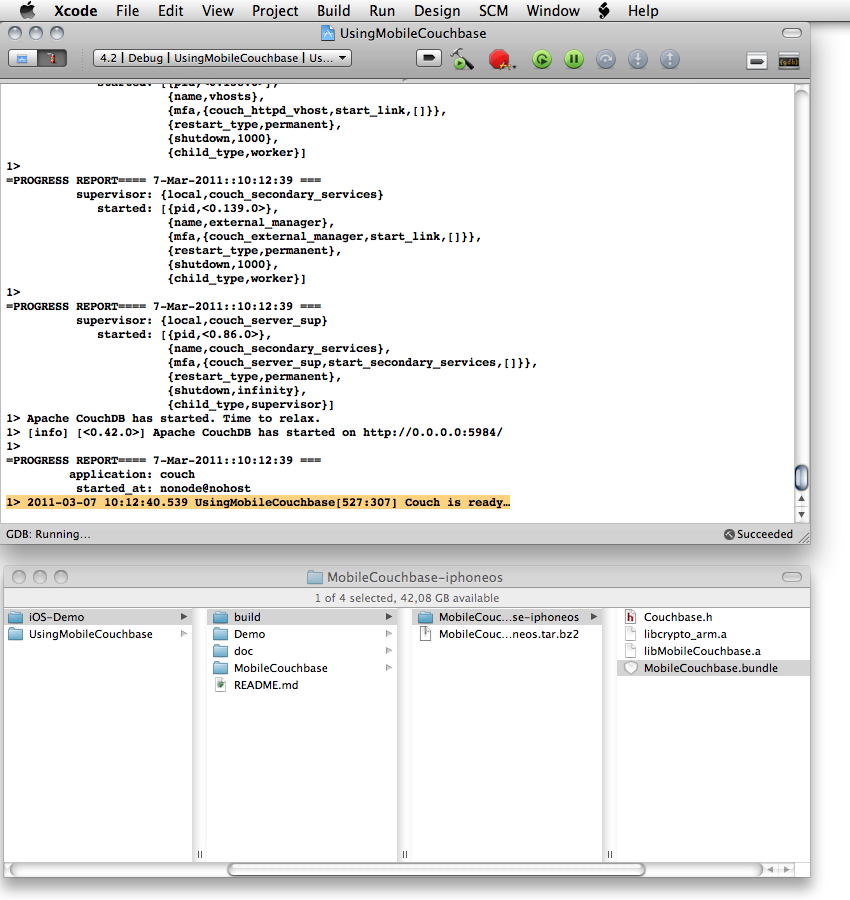 Xcode File Edit View Project Build Run Design SCM Window Help
UsingMobileCouchbase
4.2 | Debug | UsingMobileCouchbase | Us...
started: [{pid,<0.138.0>},
{name,vhosts},
{mfa,{couch_httpd_vhost,start_link,[]}},
{restart_type,permanent},
{shutdown,1000},
{child_type,worker}]
1>
=PROGRESS REPORT==== 7-Mar-2011::10:12:39 ===
supervisor: {local,couch_secondary_services}
started: [{pid,<0.139.0>},
{name,external_manager},
{mfa,{couch_external_manager,start_link,[]}},
{restart_type,permanent},
{shutdown,1000},
{child_type,worker}]
1>
=PROGRESS REPORT==== 7-Mar-2011::10:12:39 ===
supervisor: {local,couch_server_sup}
started: [{pid,<0.86.0>},
{name,couch_secondary_services},
{mfa,{couch_server_sup,start_secondary_services,[]}},
{restart_type,permanent},
{shutdown,infinity},
{child_type,supervisor}]
1> Apache CouchDB has started. Time to relax.
1> [info] [<0.42.0>] Apache CouchDB has started on http://0.0.0.0:5984/
1>
=PROGRESS REPORT==== 7-Mar-2011::10:12:39 ===
application: couch
started_at: nonode@nohost
1> 2011-03-07 10:12:40.539 UsingMobileCouchbase[527:307] Couch is ready…
GDB: Running... Succeeded
MobileCouchbase-iphoneos
1 of 4 selected, 42,08 GB available
iOS-Demo build MobileCouc...se-iphoneos Couchbase.h
UsingMobileCouchbase Demo MobileCouc...neos.tar.bz2 libcrypto_arm.a
doc libMobileCouchbase.a
MobileCouchbase MobileCouchbase.bundle
README.md